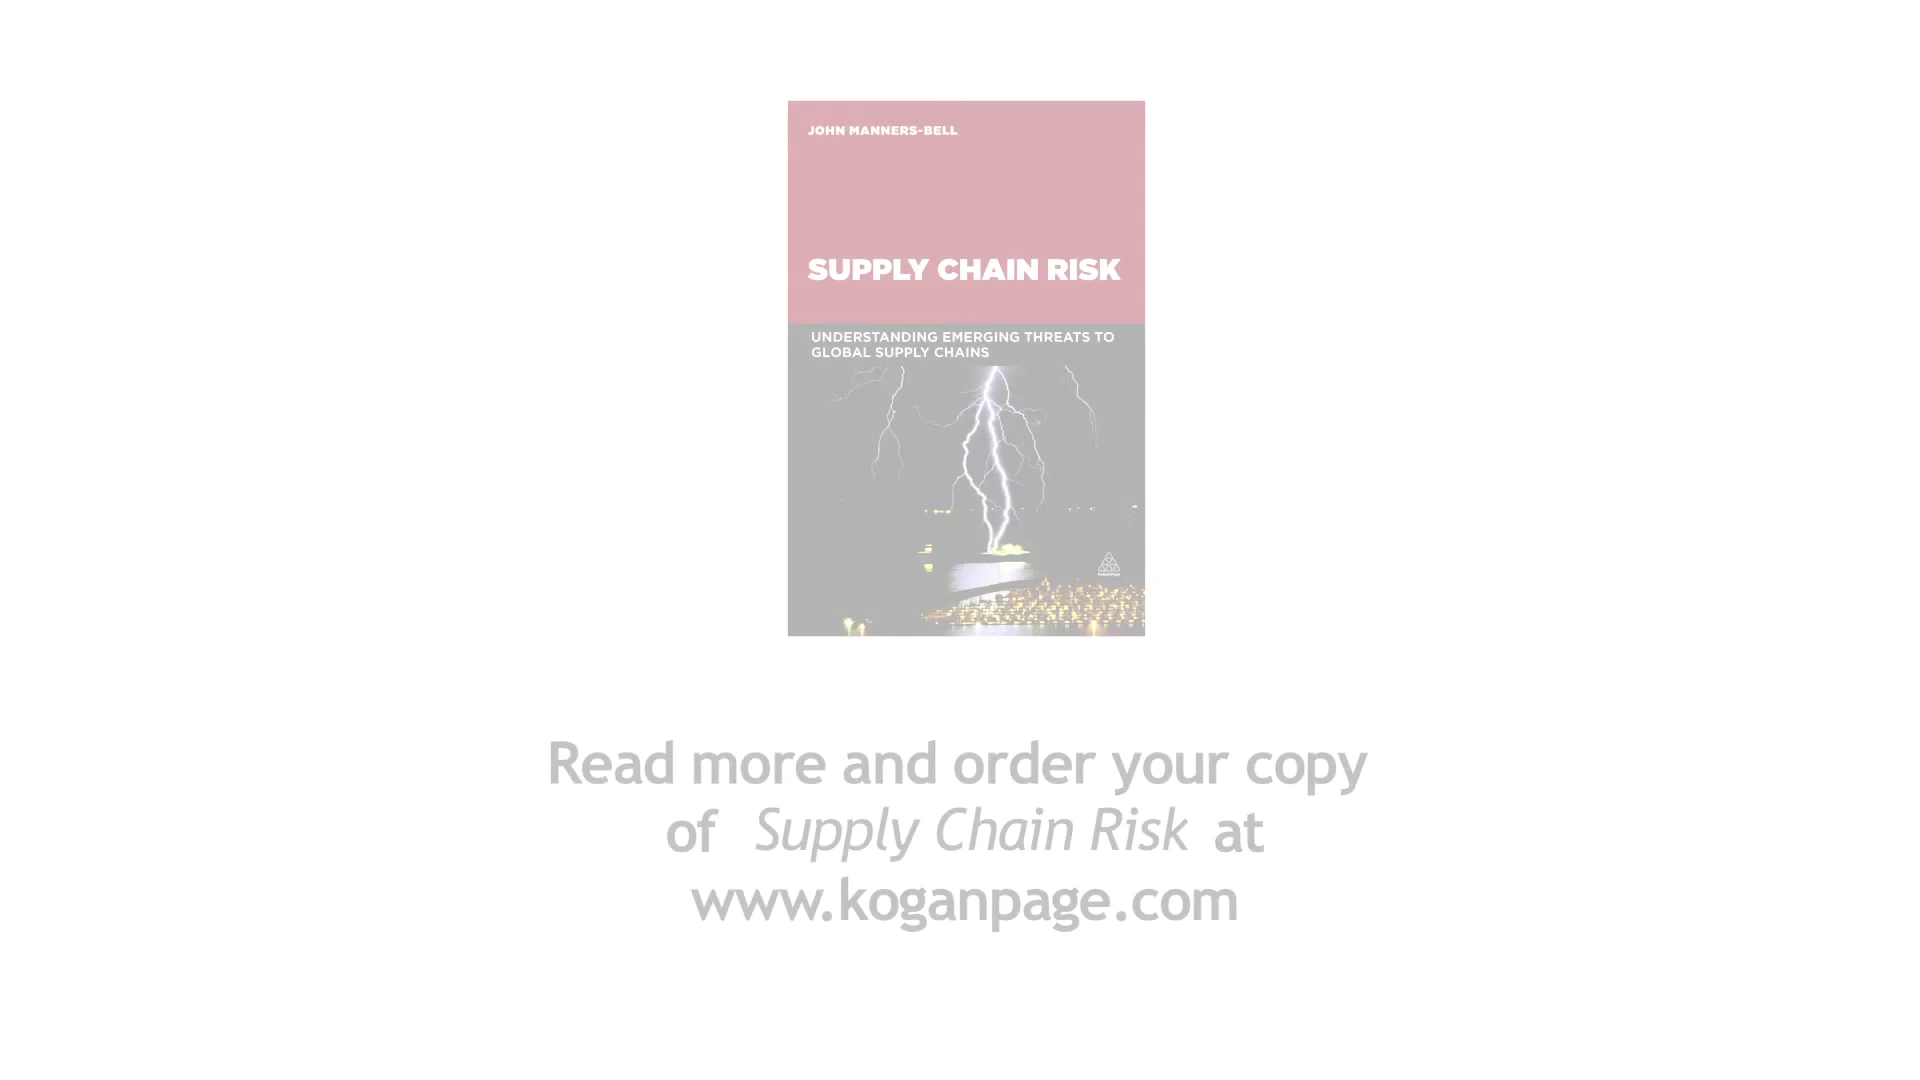 JOHN MANNERS-BELL
SUPPLY CHAIN RISK
UNDERSTANDING EMERGING THREATS TO
GLOBAL SUPPLY CHAINS
KoganPage
Read more and order your copy
of Supply Chain Risk at
www.koganpage.com